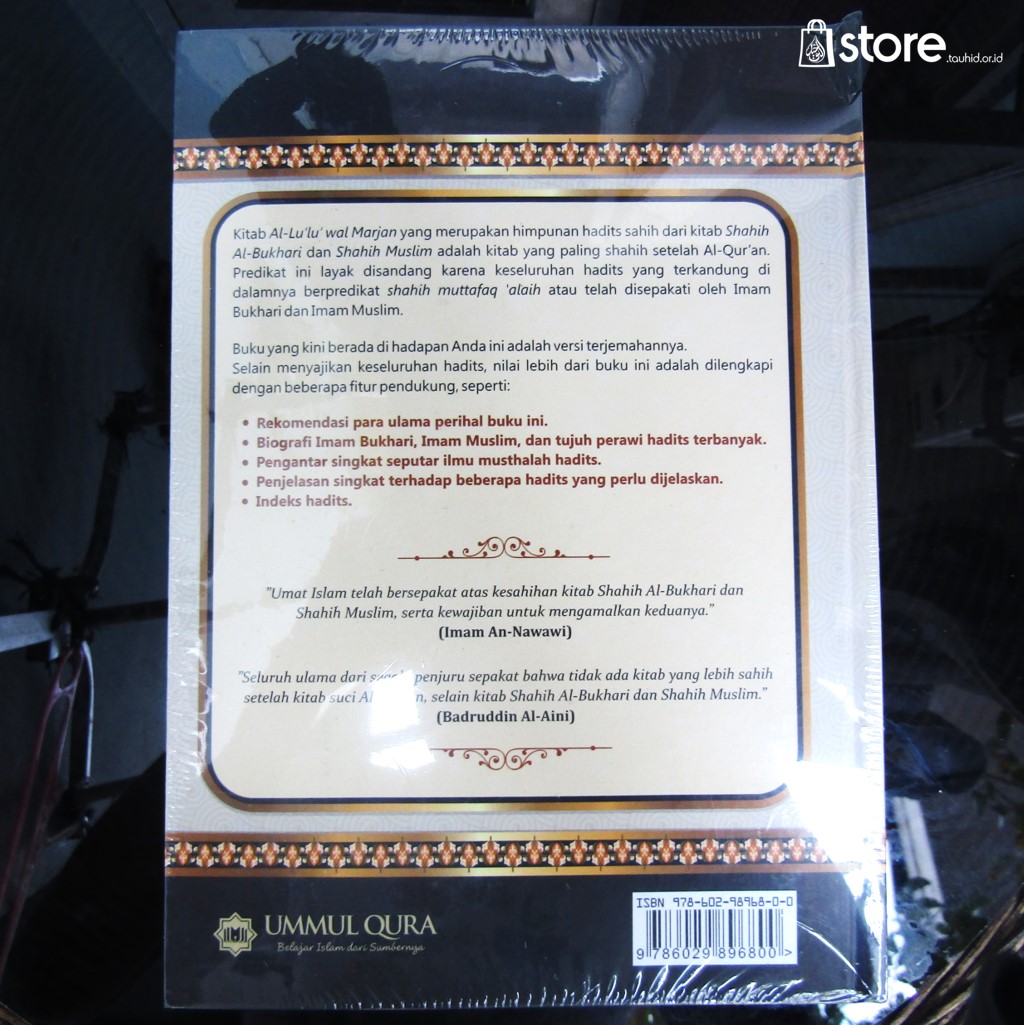 store.tauhid.or.id
Kitab Al-Lu'lu' wal Marjan yang merupakan himpunan hadits sahih dari kitab Shahih
Al-Bukhari dan Shahih Muslim adalah kitab yang paling shahih setelah Al-Qur'an.
Predikat ini layak disandang karena keseluruhan hadits yang terkandung di
dalamnya berpredikat shahih muttafaq 'alaih atau telah disepakati oleh Imam
Bukhari dan Imam Muslim.
Buku yang kini berada di hadapan Anda ini adalah versi terjemahannya.
Selain menyajikan keseluruhan hadits, nilai lebih dari buku ini adalah dilengkapi
dengan beberapa fitur pendukung, seperti:
• Rekomendasi para ulama perihal buku ini.
• Biografi Imam Bukhari, Imam Muslim, dan tujuh perawi hadits terbanyak.
• Pengantar singkat seputar ilmu musthalah hadits.
• Penjelasan singkat terhadap beberapa hadits yang perlu dijelaskan.
• Indeks hadits.
"Umat Islam telah bersepakat atas kesahihan kitab Shahih Al-Bukhari dan
Shahih Muslim, serta kewajiban untuk mengamalkan keduanya."
(Imam An-Nawawi)
"Seluruh ulama dari penjuru sepakat bahwa tidak ada kitab yang lebih sahih
setelah kitab suci selain kitab Shahih Al-Bukhari dan Shahih Muslim."
(Badruddin Al-Aini)
UMMUL QURA
Belajar Islam dari Sumbernya
ISBN 978-602-98968-0-0
9 786029 896800 >